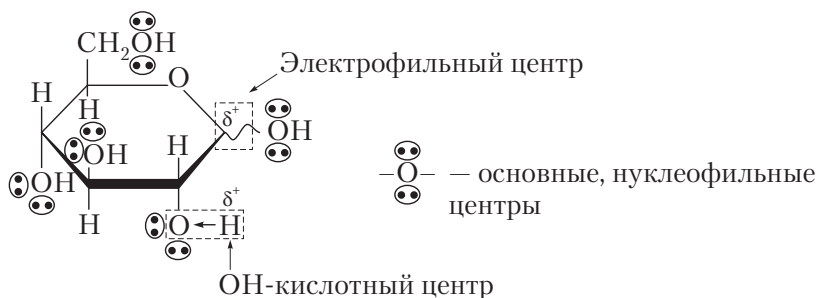 CH₂OH
Электрофильный центр
O
H
H
δ⁺
OH
OH
H
–O– — основные, нуклеофильные
центры
OH
δ⁺
H
O H
OH-кислотный центр